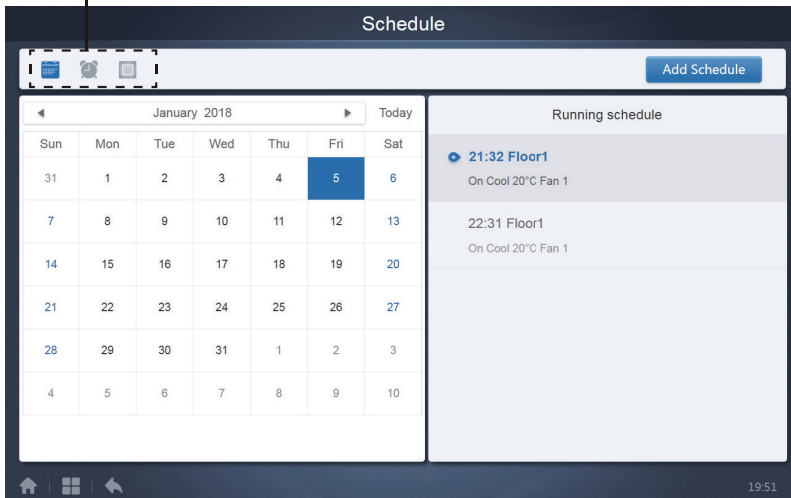 Schedule
Add Schedule
January 2018
Today
Sun Mon Tue Wed Thu Fri Sat
31 1 2 3 4 5 6
7 8 9 10 11 12 13
14 15 16 17 18 19 20
21 22 23 24 25 26 27
28 29 30 31 1 2 3
4 5 6 7 8 9 10
Running schedule
21:32 Floor1
On Cool 20°C Fan 1
22:31 Floor1
On Cool 20°C Fan 1
19:51